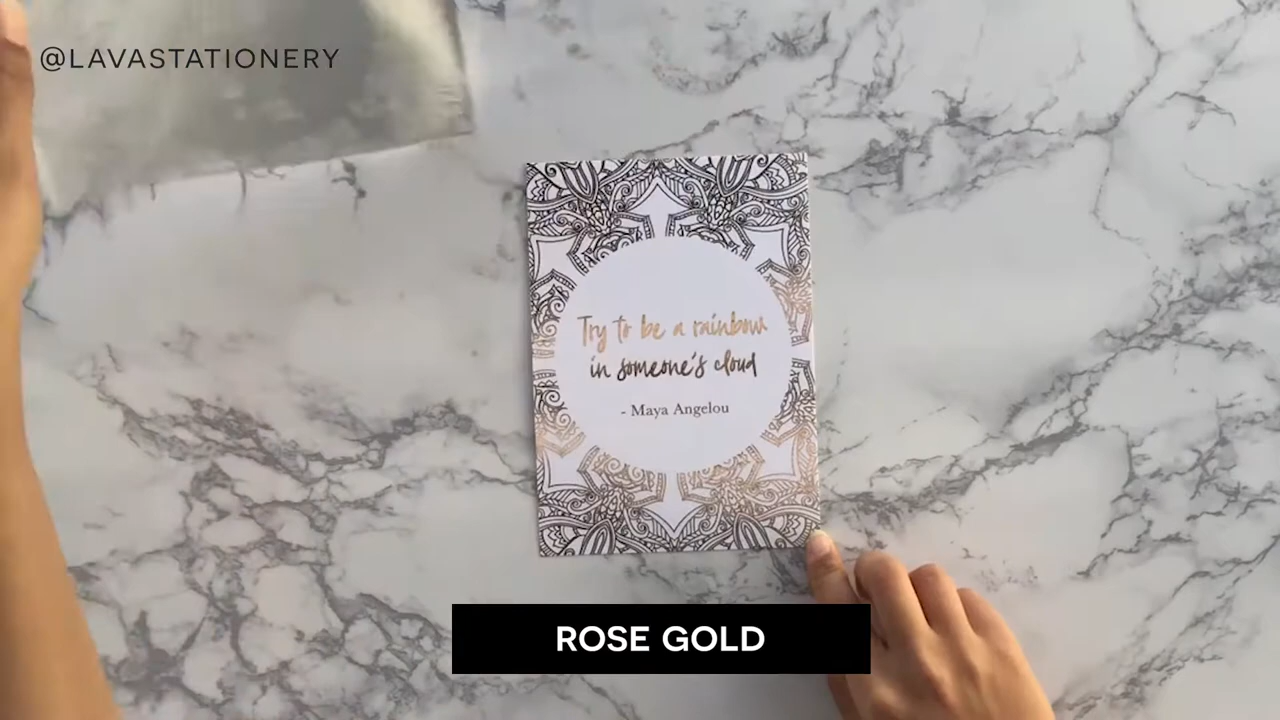 @LAVASTATIONERY
Try to be a rainbow
in someone's cloud
- Maya Angelou
ROSE GOLD